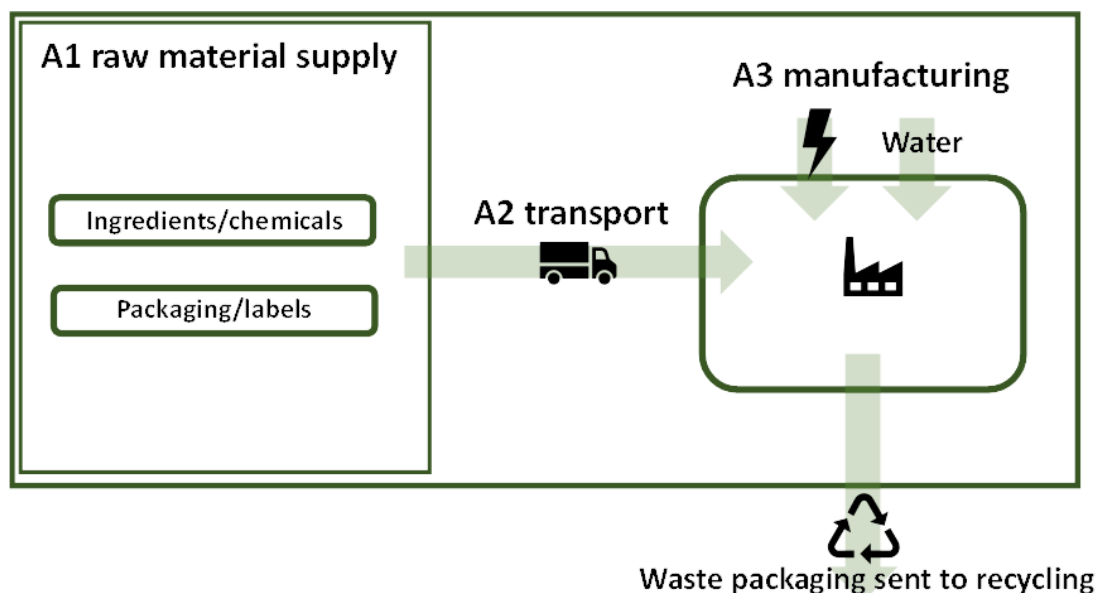 A1 raw material supply
A3 manufacturing
Water
Ingredients/chemicals
A2 transport
Packaging/labels
Waste packaging sent to recycling